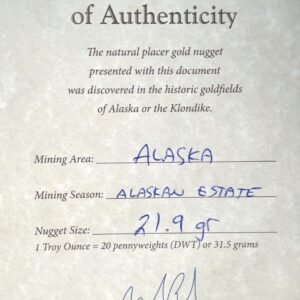 of Authenticity
The natural placer gold nugget
presented with this document
was discovered in the historic goldfields
of Alaska or the Klondike.
Mining Area: ALASKA
Mining Season: ALASKAN ESTATE
Nugget Size: 21.9 gr
1 Troy Ounce = 20 pennyweights (DWT) or 31.5 grams